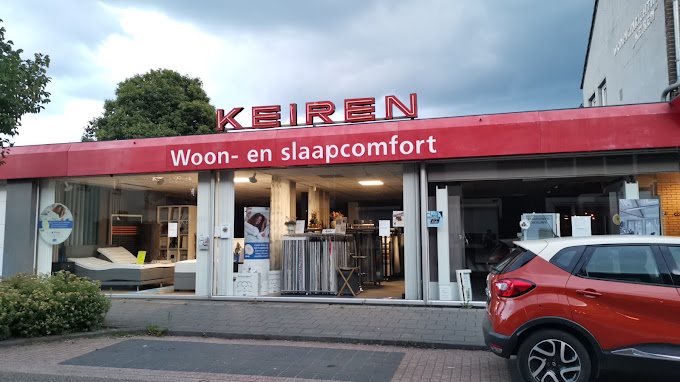 KEIREN
Woon- en slaapcomfort